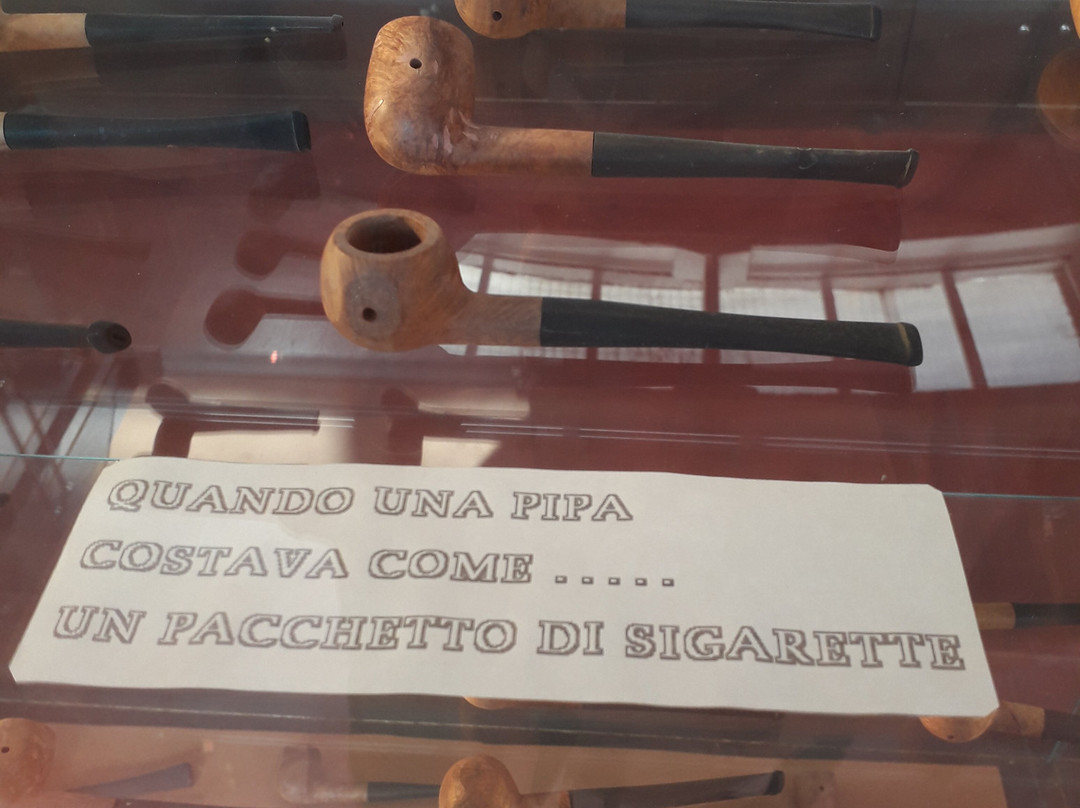 QUANDO UNA PIPA
COSTAVA COME .....
UN PACCHETTO DI SIGARETTE